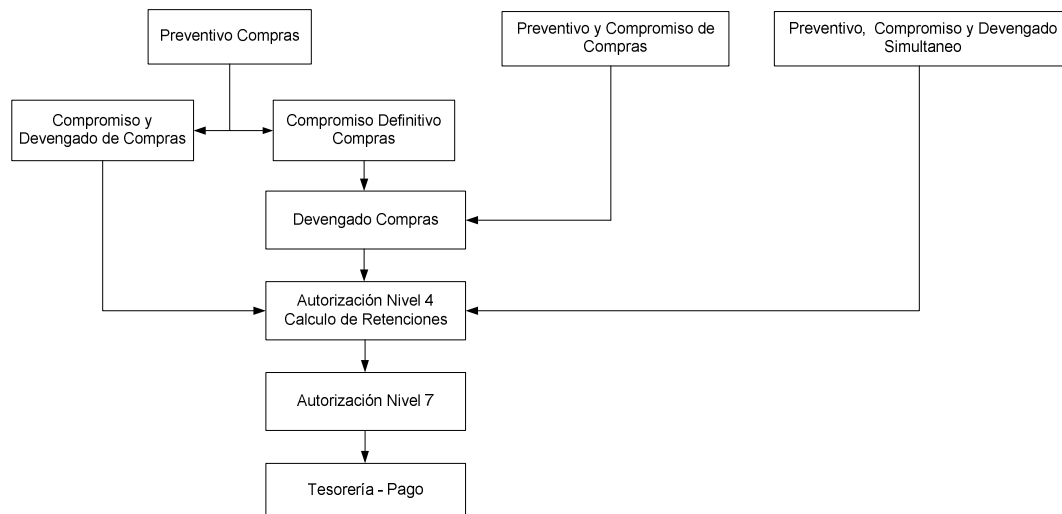 Preventivo Compras
Preventivo y Compromiso de
Compras
Preventivo, Compromiso y Devengado
Simultaneo
Compromiso y
Devengado de Compras
Compromiso Definitivo
Compras
Devengado Compras
Autorización Nivel 4
Calculo de Retenciones
Autorización Nivel 7
Tesorería - Pago